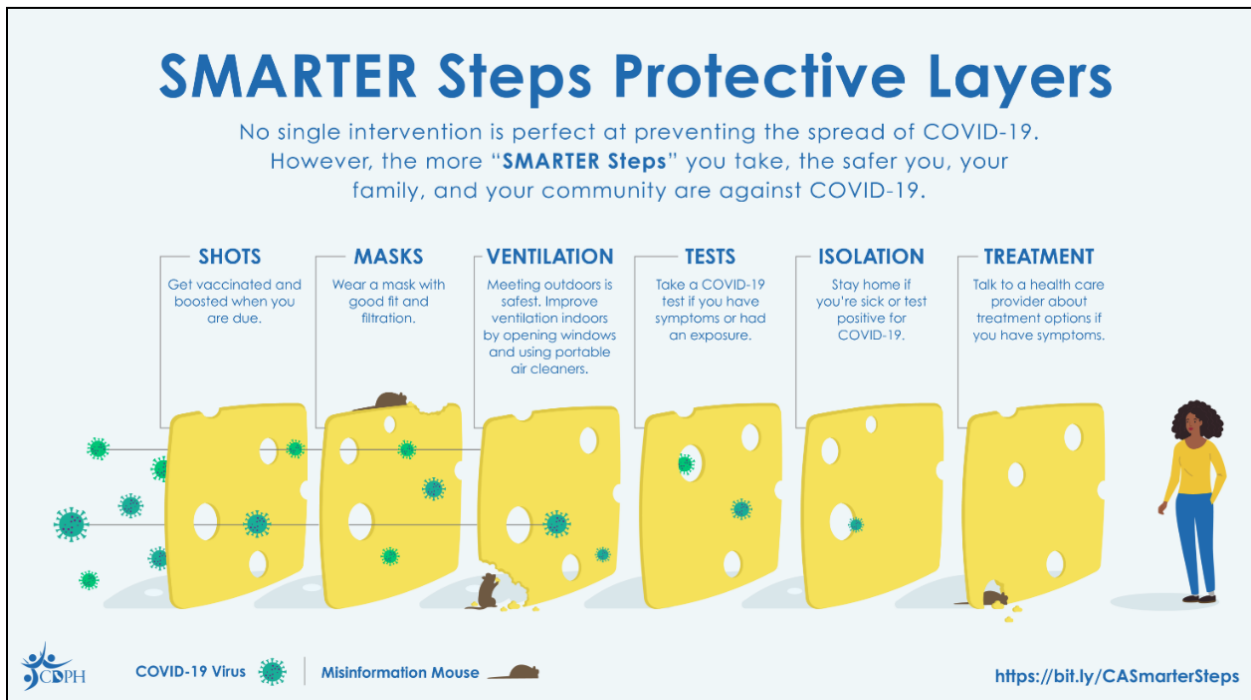 SMARTER Steps Protective Layers
No single intervention is perfect at preventing the spread of COVID-19.
However, the more “SMARTER Steps” you take, the safer you, your
family, and your community are against COVID-19.
SHOTS
Get vaccinated and
boosted when you
are due.
MASKS
Wear a mask with
good fit and
filtration.
VENTILATION
Meeting outdoors is
safest. Improve
ventilation indoors
by opening windows
and using portable
air cleaners.
TESTS
Take a COVID-19
test if you have
symptoms or had
an exposure.
ISOLATION
Stay home if
you're sick or test
positive for
COVID-19.
TREATMENT
Talk to a health care
provider about
treatment options if
you have symptoms.
CDPH
COVID-19 Virus
Misinformation Mouse
https://bit.ly/CASmarterSteps